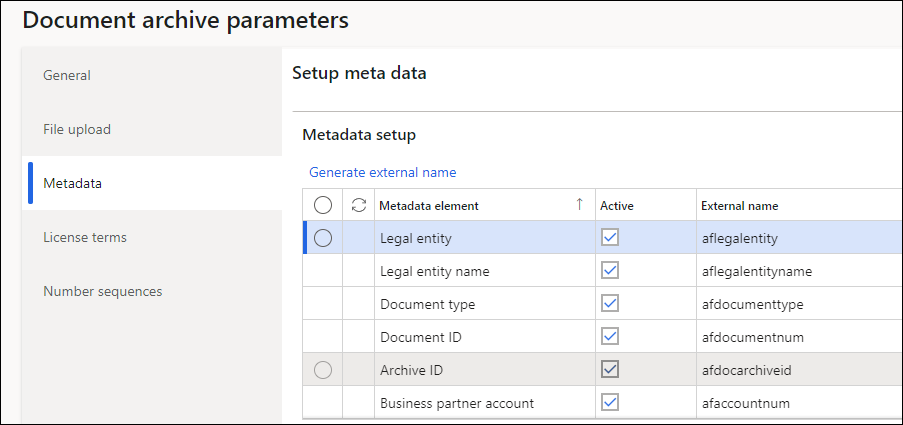 Document archive parameters
General
File upload
Metadata
License terms
Number sequences
Setup meta data
Metadata setup
Generate external name
Metadata element ↑ Active External name
Legal entity aflegalentity
Legal entity name aflegalentityname
Document type afdocumenttype
Document ID afdocumentnum
Archive ID afdocarchiveid
Business partner account afaccountnum